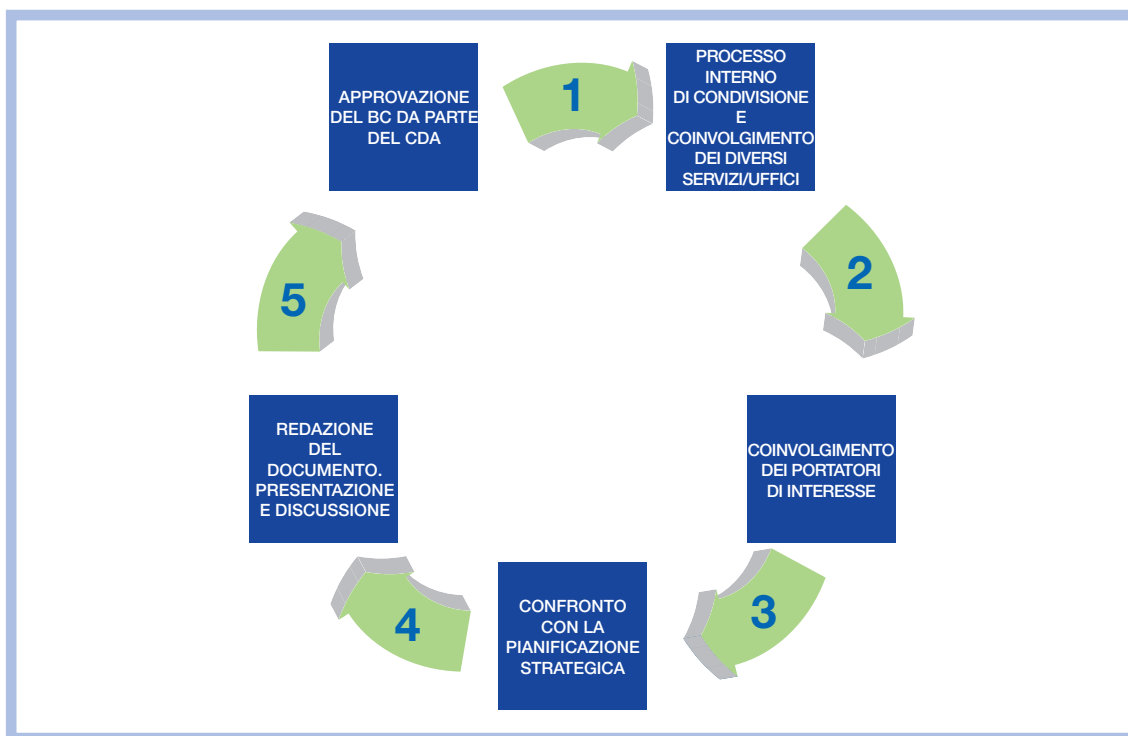 APPROVAZIONE
DEL BC DA PARTE
DEL CDA
1
PROCESSO
INTERNO
DI CONDIVISIONE
E
COINVOLGIMENTO
DEI DIVERSI
SERVIZI/UFFICI
2
COINVOLGIMENTO
DEI PORTATORI
DI INTERESSE
3
CONFRONTO
CON LA
PIANIFICAZIONE
STRATEGICA
4
REDAZIONE
DEL
DOCUMENTO.
PRESENTAZIONE
E DISCUSSIONE
5